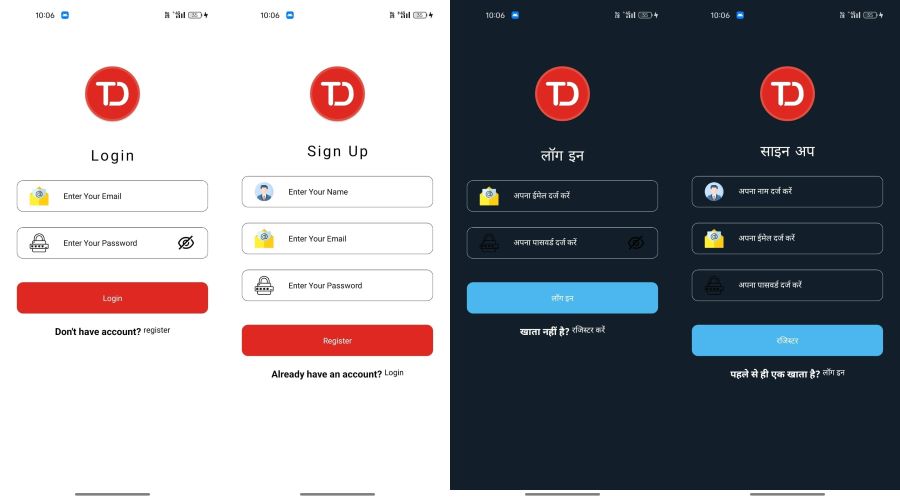 10:06
TD
Login
Enter Your Email
Enter Your Password
Login
Don't have account? register
10:06
TD
Sign Up
Enter Your Name
Enter Your Email
Enter Your Password
Register
Already have an account? Login
10:06
TD
लॉग इन
अपना ईमेल दर्ज करें
अपना पासवर्ड दर्ज करें
लॉग इन
खाता नहीं है? रजिस्टर करें
10:06
TD
साइन अप
अपना नाम दर्ज करें
अपना ईमेल दर्ज करें
अपना पासवर्ड दर्ज करें
रजिस्टर
पहले से ही एक खाता है? लॉग इन